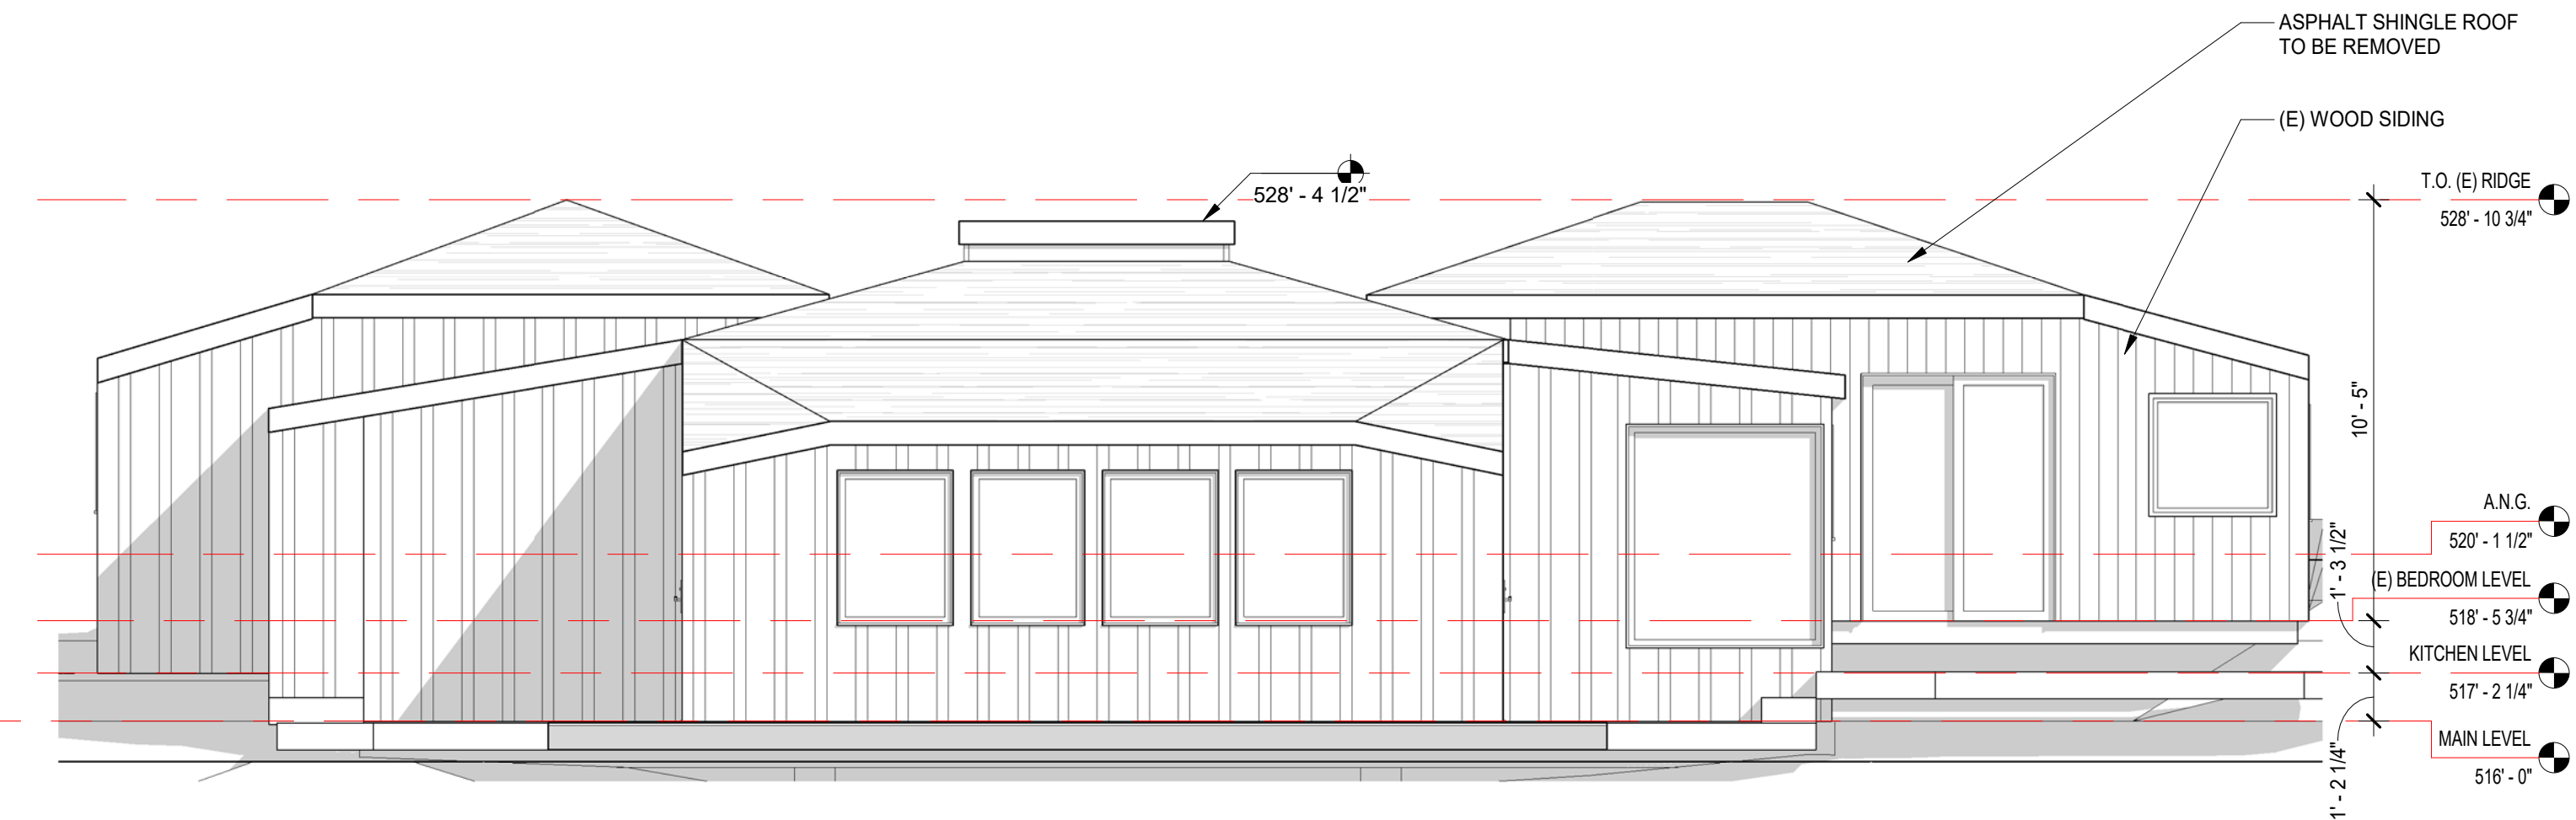 ASPHALT SHINGLE ROOF
TO BE REMOVED
(E) WOOD SIDING
528' - 4 1/2"
T.O. (E) RIDGE
528' - 10 3/4"
10' - 5"
A.N.G.
520' - 1 1/2"
1' - 3 1/2"
(E) BEDROOM LEVEL
518' - 5 3/4"
KITCHEN LEVEL
517' - 2 1/4"
1' - 2 1/4"
MAIN LEVEL
516' - 0"